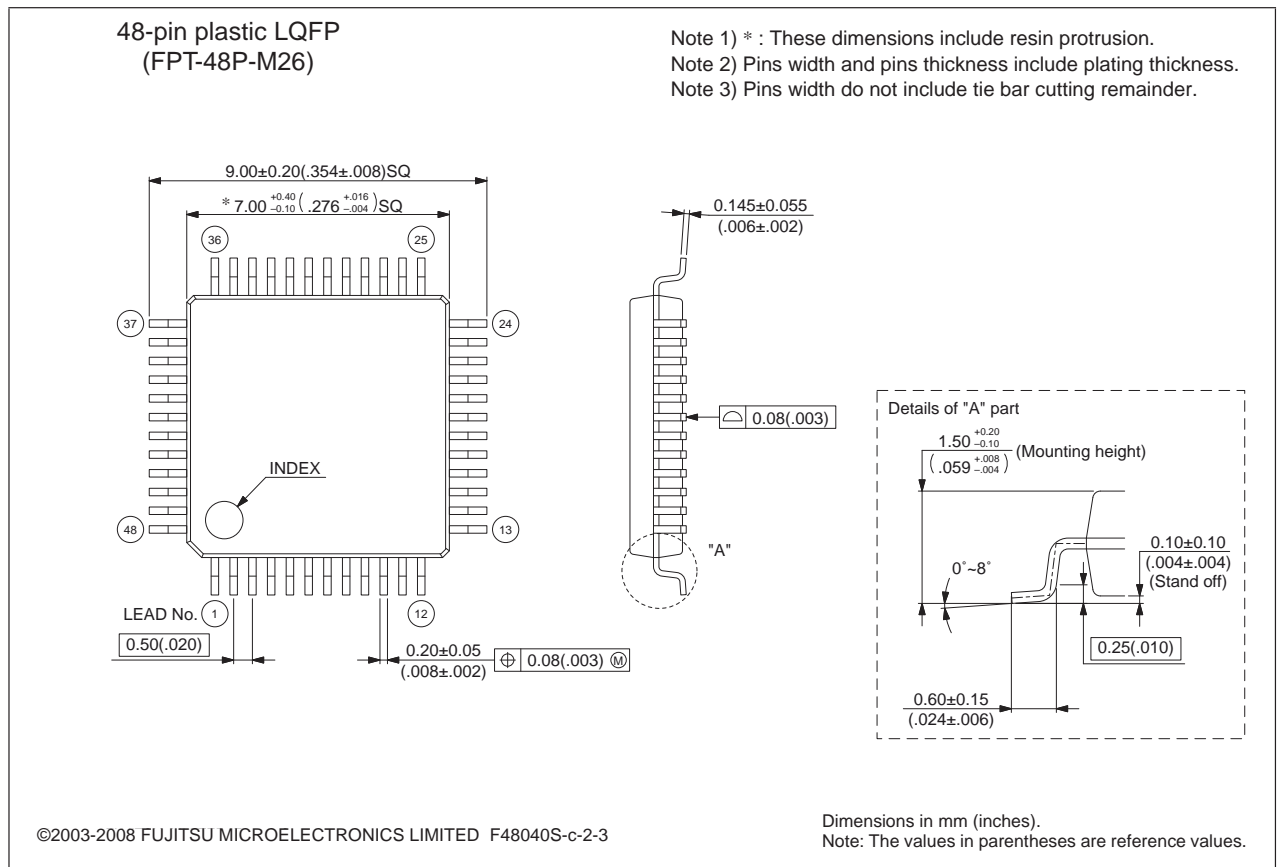 48-pin plastic LQFP
(FPT-48P-M26)
Note 1) * : These dimensions include resin protrusion.
Note 2) Pins width and pins thickness include plating thickness.
Note 3) Pins width do not include tie bar cutting remainder.
9.00±0.20(.354±.008)SQ
* 7.00 +0.40 –0.10 ( .276 +.016 –.004 )SQ
0.145±0.055
(.006±.002)
36
25
37
24
0.08(.003)
Details of "A" part
1.50 +0.20 –0.10
( .059 +.008 –.004 )
(Mounting height)
INDEX
48
13
"A"
0.10±0.10
(.004±.004)
(Stand off)
0˚~8˚
LEAD No. 1
12
0.50(.020)
0.20±0.05
(.008±.002)
⌖ 0.08(.003) Ⓜ
0.25(.010)
0.60±0.15
(.024±.006)
©2003-2008 FUJITSU MICROELECTRONICS LIMITED F48040S-c-2-3
Dimensions in mm (inches).
Note: The values in parentheses are reference values.